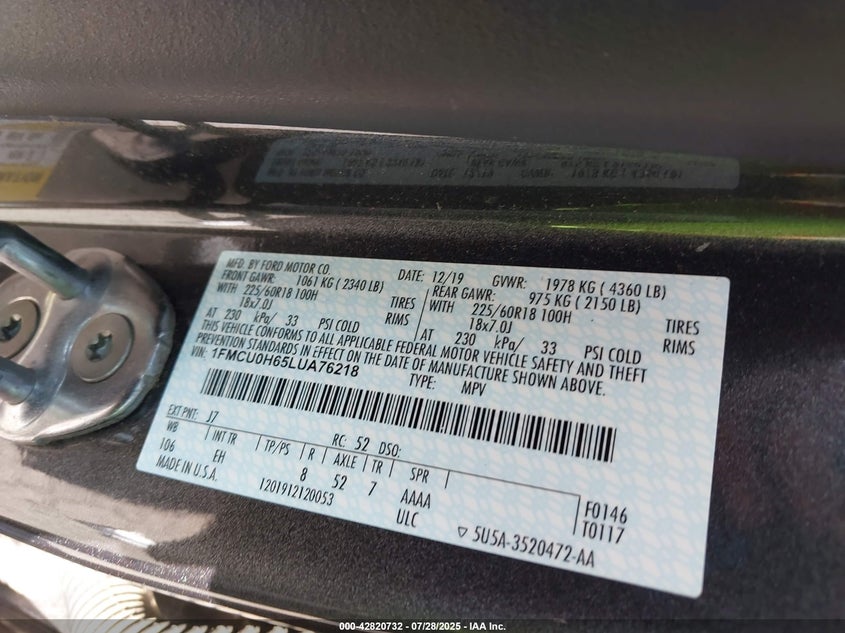 MFD. BY FORD MOTOR CO.
DATE: 12/19 GVWR: 1978 KG ( 4360 LB)
FRONT GAWR: 1061 KG ( 2340 LB) REAR GAWR: 975 KG ( 2150 LB)
WITH 225/60R18 100H TIRES WITH 225/60R18 100H TIRES
18x7.0J RIMS 18x7.0J RIMS
AT 230 kPa/ 33 PSI COLD AT 230 kPa/ 33 PSI COLD
THIS VEHICLE CONFORMS TO ALL APPLICABLE FEDERAL MOTOR VEHICLE SAFETY AND THEFT
PREVENTION STANDARDS IN EFFECT ON THE DATE OF MANUFACTURE SHOWN ABOVE.
VIN: 1FMCU0H65LUA76218 TYPE: MPV
EXT PNT: J7 RC: 52 DSO:
WB INT TR TP/PS R AXLE TR SPR
106 EH 8 52 7 AAAA F0146
MADE IN U.S.A. 1201912120053 ULC T0117
5U5A-3520472-AA
000-42820732 / 07/28/2025 - IAA Inc.